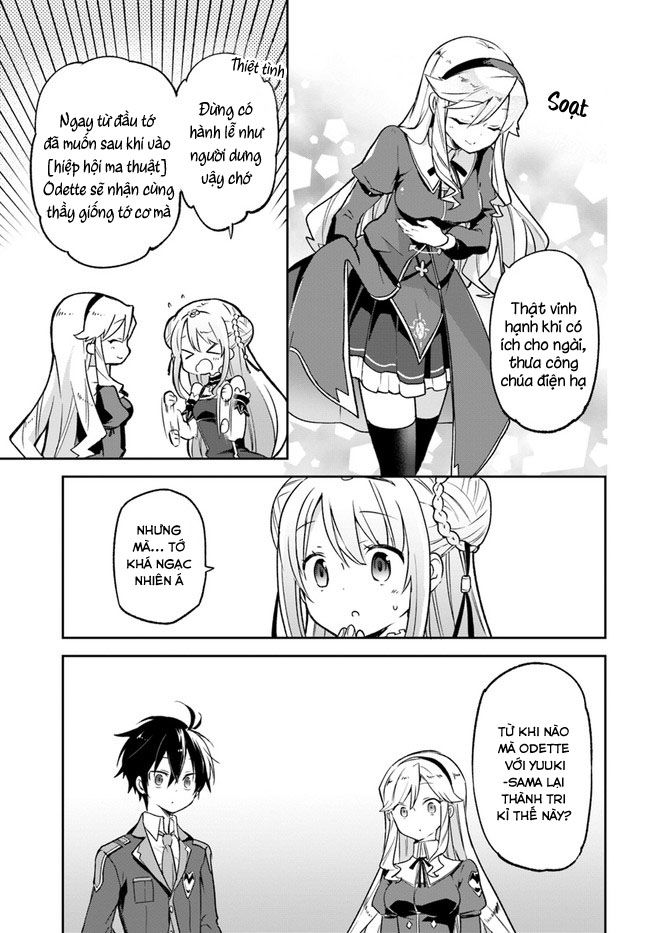 Soạt
Thật vinh
hạnh khi có
ích cho ngài,
thưa công
chúa điện hạ
Thiệt tình
Đừng có
hành lễ như
người dưng
vậy chớ
Ngay từ đầu tớ
đã muốn sau khi vào
[hiệp hội ma thuật]
Odette sẽ nhận cùng
thầy giống tớ cơ mà
NHƯNG
MÀ... TỚ
KHÁ NGẠC
NHIÊN Á
TỪ KHI NÀO
MÀ ODETTE
VỚI YUUKI
-SAMA LẠI
THÀNH TRI
KỈ THẾ NÀY?